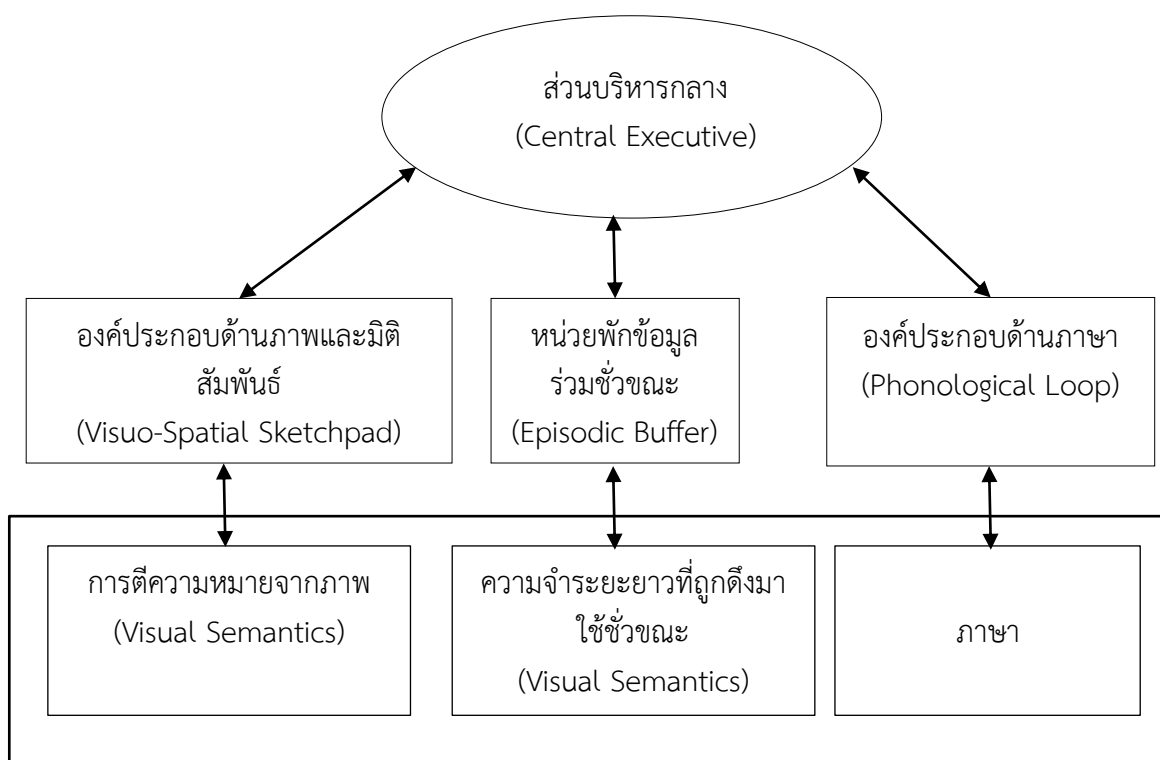 ส่วนบริหารกลาง
(Central Executive)
องค์ประกอบด้านภาพและมิติ
สัมพันธ์
(Visuo-Spatial Sketchpad)
หน่วยพักข้อมูล
ร่วมชั่วขณะ
(Episodic Buffer)
องค์ประกอบด้านภาษา
(Phonological Loop)
การตีความหมายจากภาพ
(Visual Semantics)
ความจำระยะยาวที่ถูกดึงมา
ใช้ชั่วขณะ
(Visual Semantics)
ภาษา